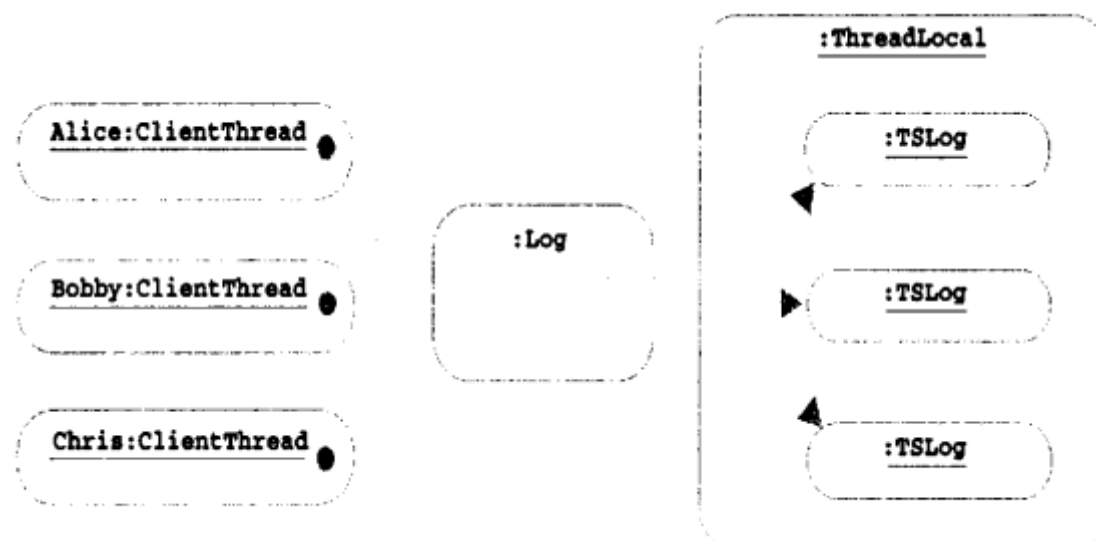 :ThreadLocal
Alice:ClientThread
:TSLog
:Log
Bobby:ClientThread
:TSLog
Chris:ClientThread
:TSLog